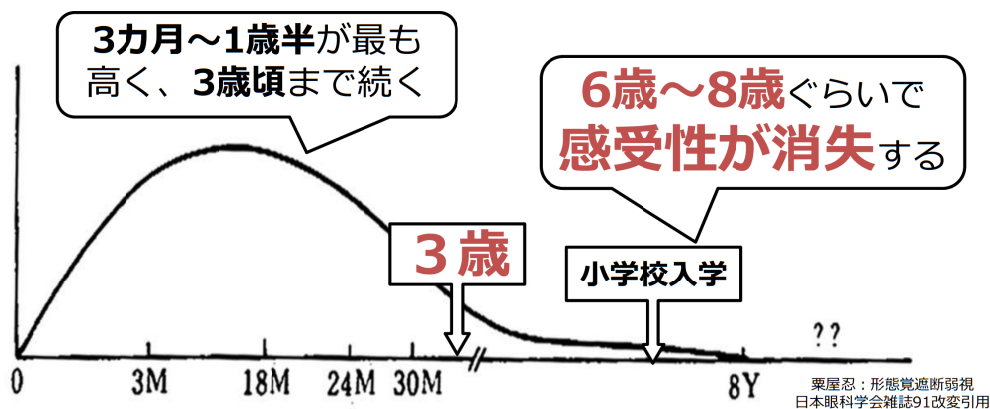 3カ月～1歳半が最も
高く、3歳頃まで続く
6歳～8歳ぐらいで
感受性が消失する
３歳
小学校入学
??
0
3M
18M
24M
30M
8Y
粟屋忍：形態覚遮断弱視
日本眼科学会雑誌91改変引用